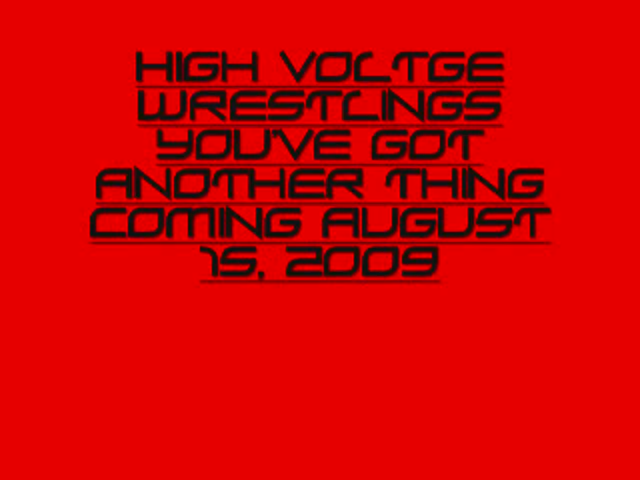 HIGH VOLTGE
WRESTLINGS
YOU'VE GOT
ANOTHER THING
COMING AUGUST
15, 2009